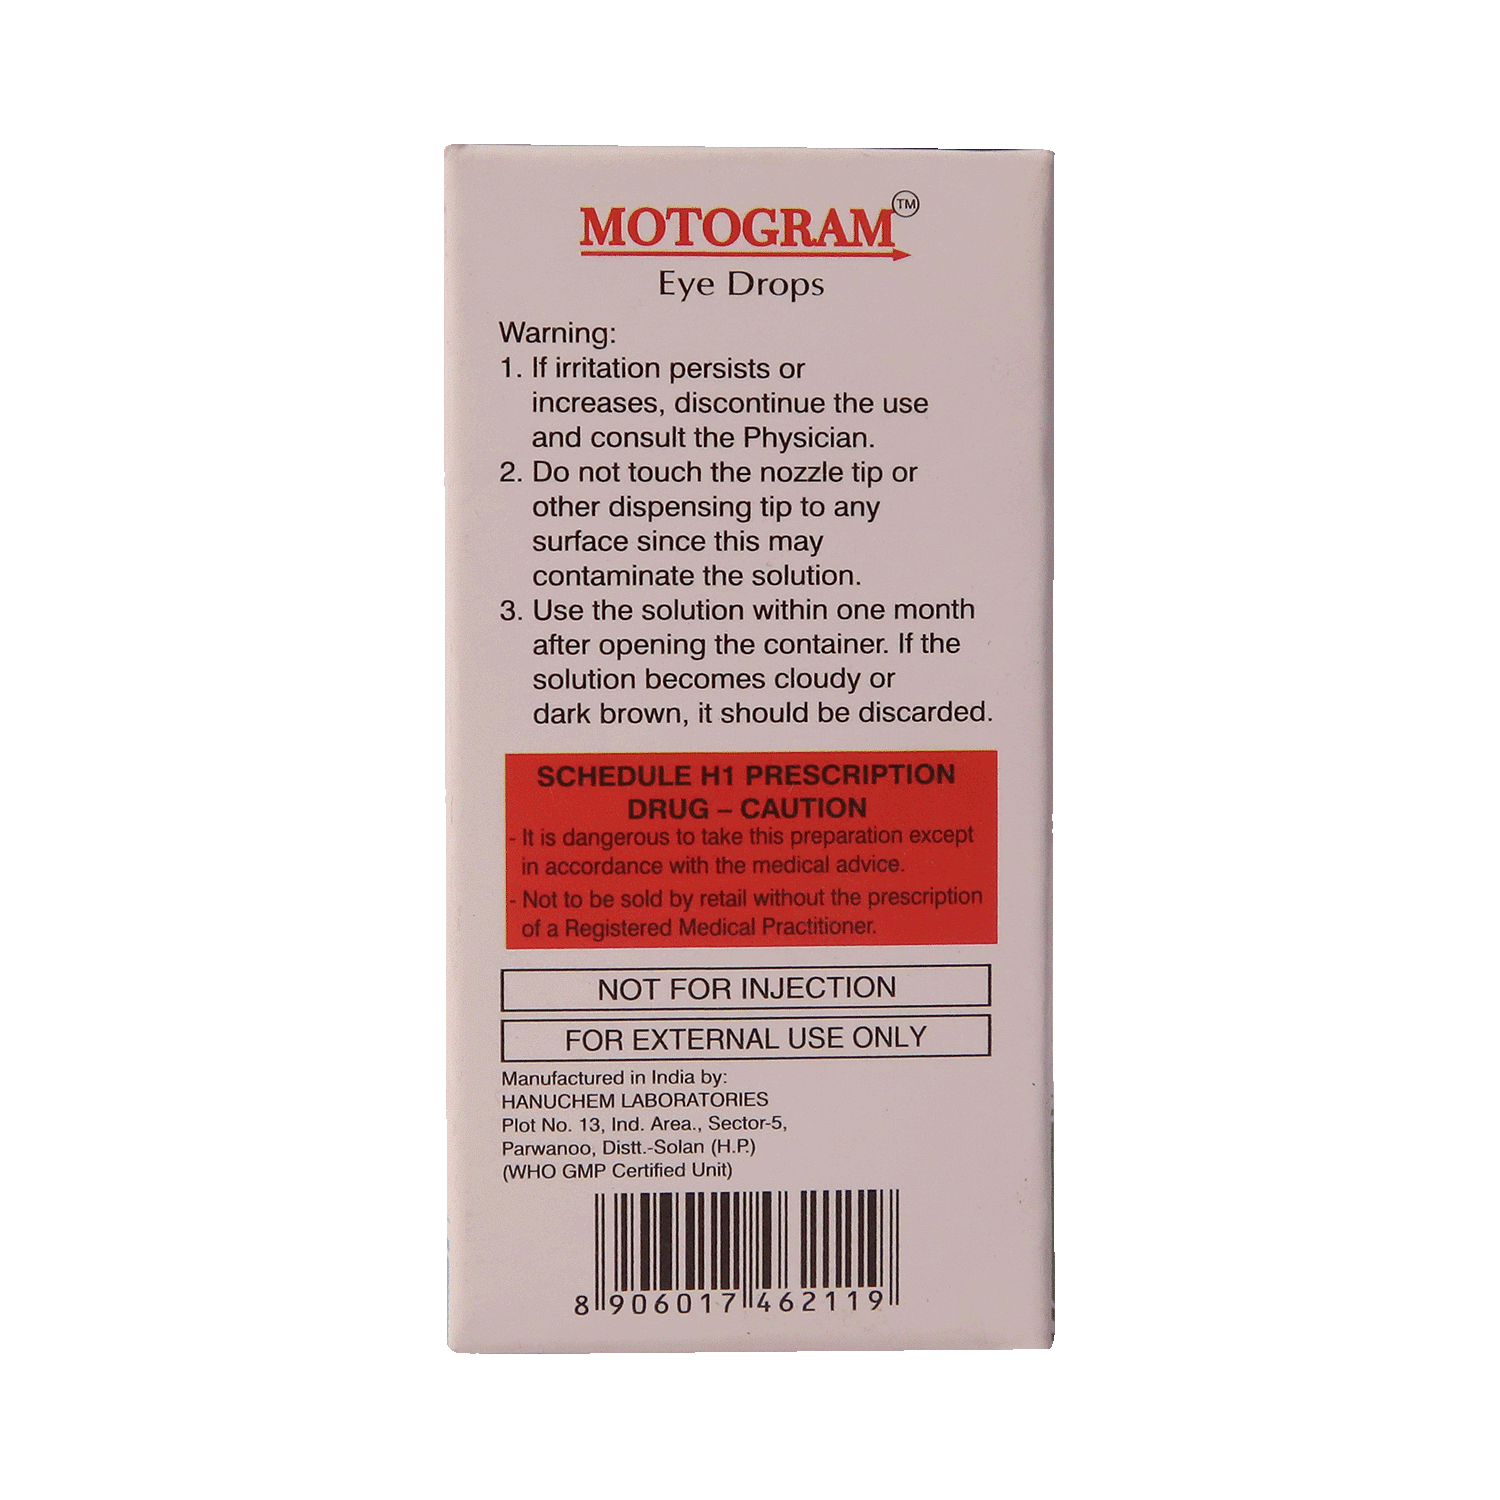 MOTOGRAM™
Eye Drops
Warning:
1. If irritation persists or
increases, discontinue the use
and consult the Physician.
2. Do not touch the nozzle tip or
other dispensing tip to any
surface since this may
contaminate the solution.
3. Use the solution within one month
after opening the container. If the
solution becomes cloudy or
dark brown, it should be discarded.
SCHEDULE H1 PRESCRIPTION
DRUG – CAUTION
- It is dangerous to take this preparation except
in accordance with the medical advice.
- Not to be sold by retail without the prescription
of a Registered Medical Practitioner.
NOT FOR INJECTION
FOR EXTERNAL USE ONLY
Manufactured in India by:
HANUCHEM LABORATORIES
Plot No. 13, Ind. Area., Sector-5,
Parwanoo, Distt.-Solan (H.P.)
(WHO GMP Certified Unit)
8 906017 462119